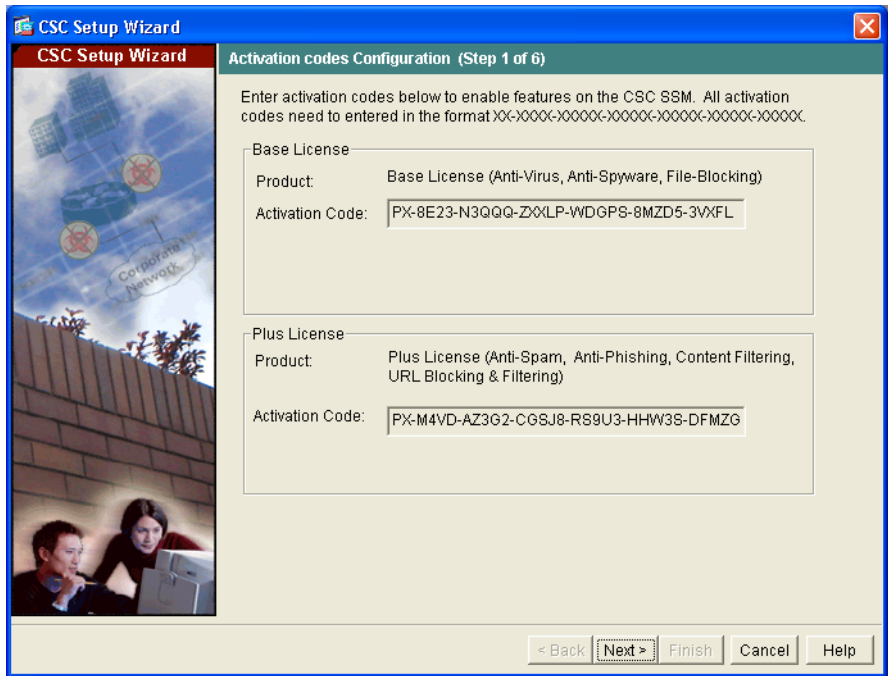 CSC Setup Wizard
CSC Setup Wizard
Activation codes Configuration (Step 1 of 6)
Enter activation codes below to enable features on the CSC SSM. All activation
codes need to entered in the format XX-XXXX-XXXXX-XXXXX-XXXXX-XXXXX-XXXXX.
Base License
Product: Base License (Anti-Virus, Anti-Spyware, File-Blocking)
Activation Code: PX-8E23-N3QQQ-ZXXLP-WDGPS-8MZD5-3VXFL
Corporate
Network
Plus License
Product: Plus License (Anti-Spam, Anti-Phishing, Content Filtering,
URL Blocking & Filtering)
Activation Code: PX-M4VD-AZ3G2-CGSJ8-RS9U3-HHW3S-DFMZG
< Back Next > Finish Cancel Help